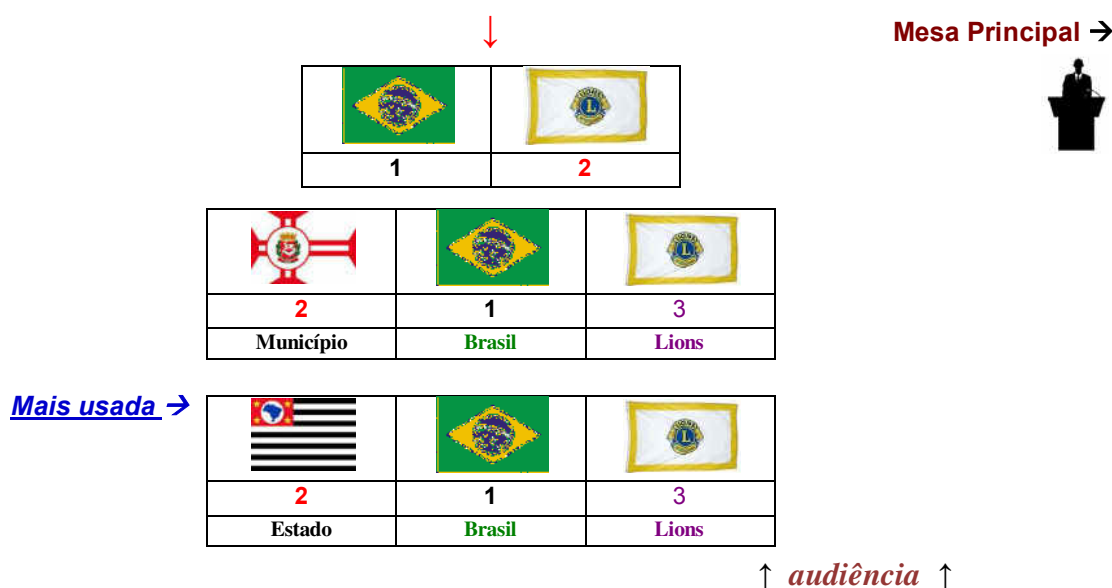 ↓
Mesa Principal →
1 2
2 1 3
Município Brasil Lions
Mais usada →
2 1 3
Estado Brasil Lions
↑ audiência ↑